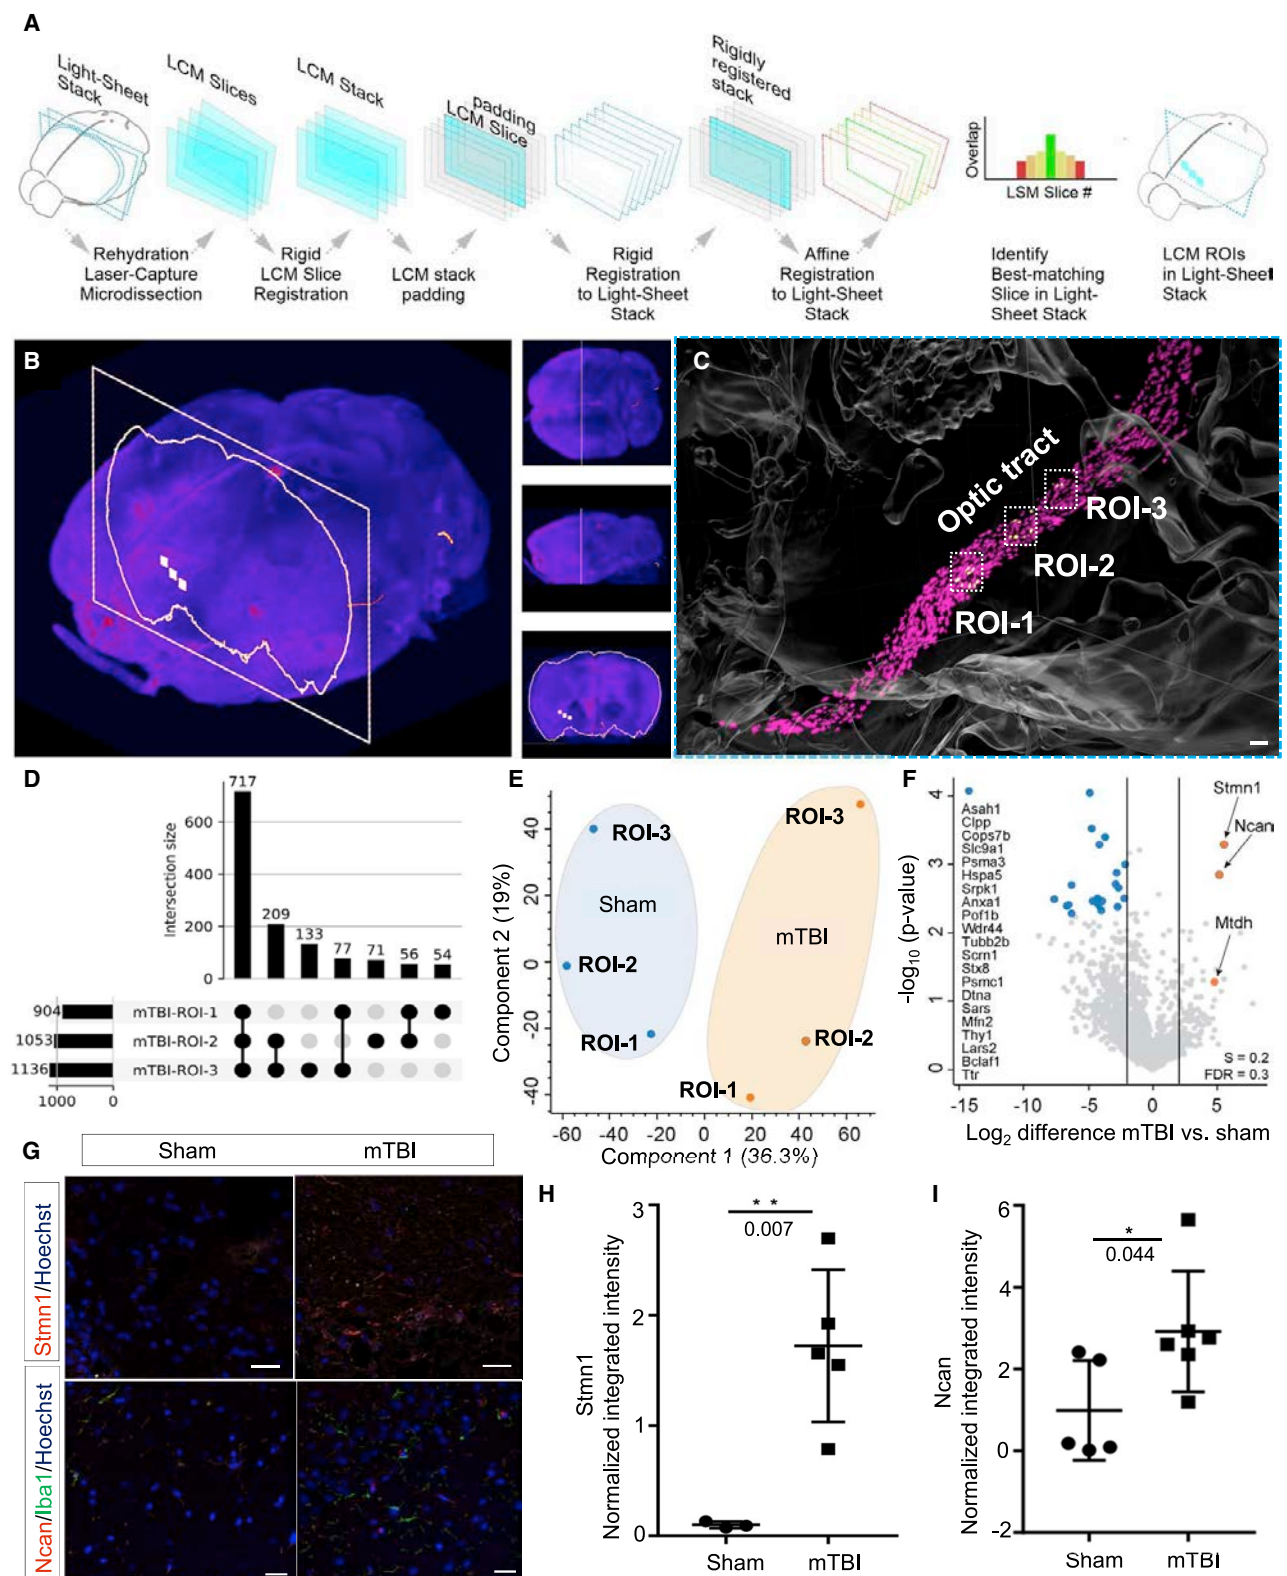 A
Light-Sheet
Stack
LCM Slices
LCM Stack
padding
LCM Slice
Rigidly
registered
stack
Overlap
LSM Slice #
Rehydration
Laser-Capture
Microdissection
Rigid
LCM Slice
Registration
LCM stack
padding
Rigid
Registration
to Light-Sheet
Stack
Affine
Registration
to Light-Sheet
Stack
Identify
Best-matching
Slice in Light-
Sheet Stack
LCM ROIs
in Light-Sheet
Stack
B
C
Optic tract
ROI-3
ROI-2
ROI-1
D
717
209
133
77
71
56
54
Intersection size
600
400
200
0
904
mTBI-ROI-1
1053
mTBI-ROI-2
1136
mTBI-ROI-3
1000
0
E
Component 2 (19%)
40
20
0
-20
-40
ROI-3
Sham
ROI-2
ROI-1
ROI-3
mTBI
ROI-2
ROI-1
-60
-40
-20
0
20
40
60
Component 1 (36.3%)
F
-log10 (p-value)
4
3
2
1
0
Asah1
Clpp
Cops7b
Slc9a1
Psma3
Hspa5
Srpk1
Anxa1
Pof1b
Wdr44
Tubb2b
Scrn1
Stx8
Psmc1
Dtna
Sars
Mfn2
Thy1
Lars2
Bclaf1
Ttr
Stmn1
Ncan
Mtdh
S = 0.2
FDR = 0.3
-15
-10
-5
0
5
Log2 difference mTBI vs. sham
G
Sham
mTBI
Stmn1/Hoechst
Ncan/Iba1/Hoechst
H
Stmn1
Normalized integrated intensity
3
2
1
0
* *
0.007
Sham
mTBI
I
Ncan
Normalized integrated intensity
6
4
2
0
-2
*
0.044
Sham
mTBI